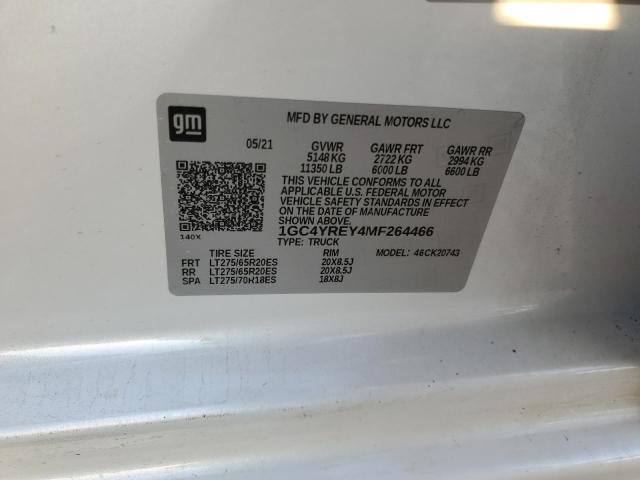 gm
MFD BY GENERAL MOTORS LLC
05/21 GVWR GAWR FRT GAWR RR
5148 KG 2722 KG 2994 KG
11350 LB 6000 LB 6600 LB
THIS VEHICLE CONFORMS TO ALL
APPLICABLE U.S. FEDERAL MOTOR
VEHICLE SAFETY STANDARDS IN EFFECT
ON THE DATE OF MANUFACTURE SHOWN ABOVE.
1GC4YREY4MF264466
140X
TYPE: TRUCK
TIRE SIZE RIM MODEL: 46CK20743
FRT LT275/65R20ES 20X8.5J
RR LT275/65R20ES 20X8.5J
SPA LT275/70R18ES 18X8J